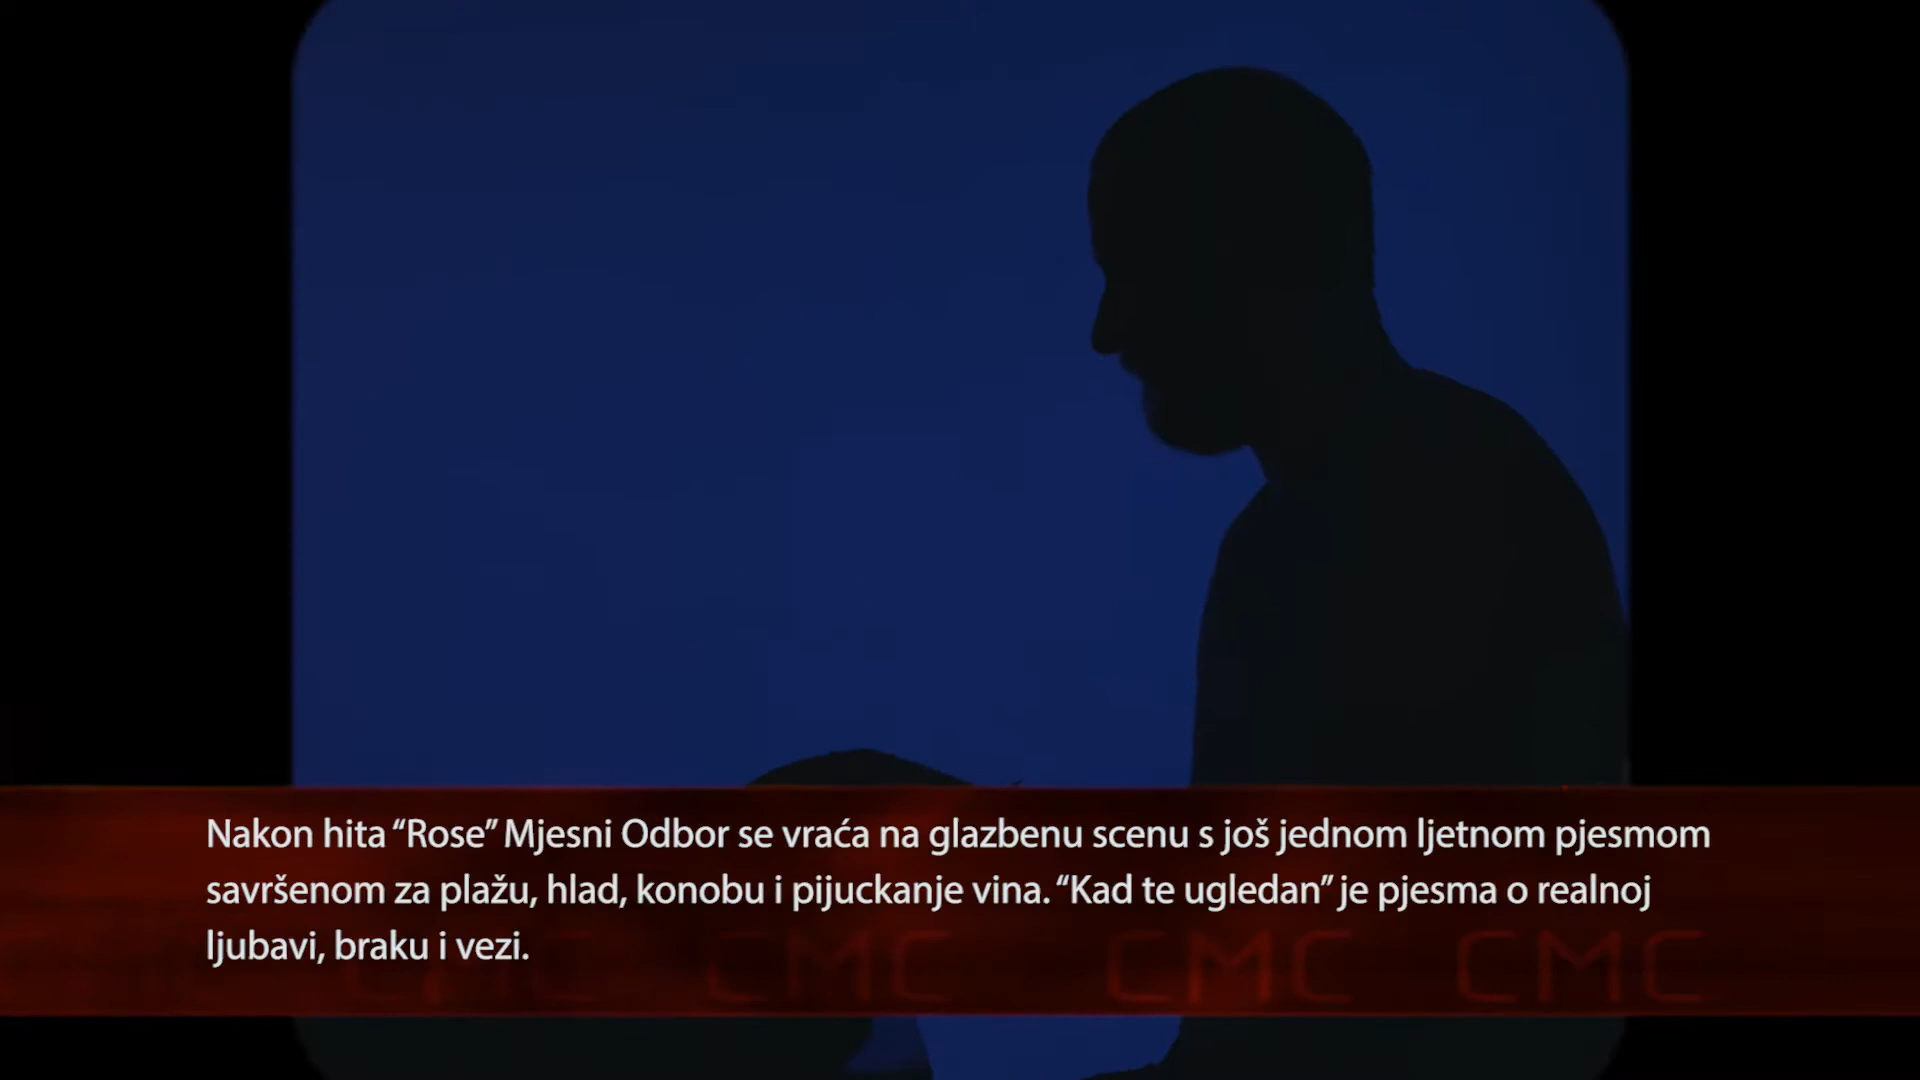 Nakon hita “Rose” Mjesni Odbor se vraća na glazbenu scenu s još jednom ljetnom pjesmom
savršenom za plažu, hlad, konobu i pijuckanje vina. “Kad te ugledan” je pjesma o realnoj
ljubavi, braku i vezi.
CMC CMC CMC CMC